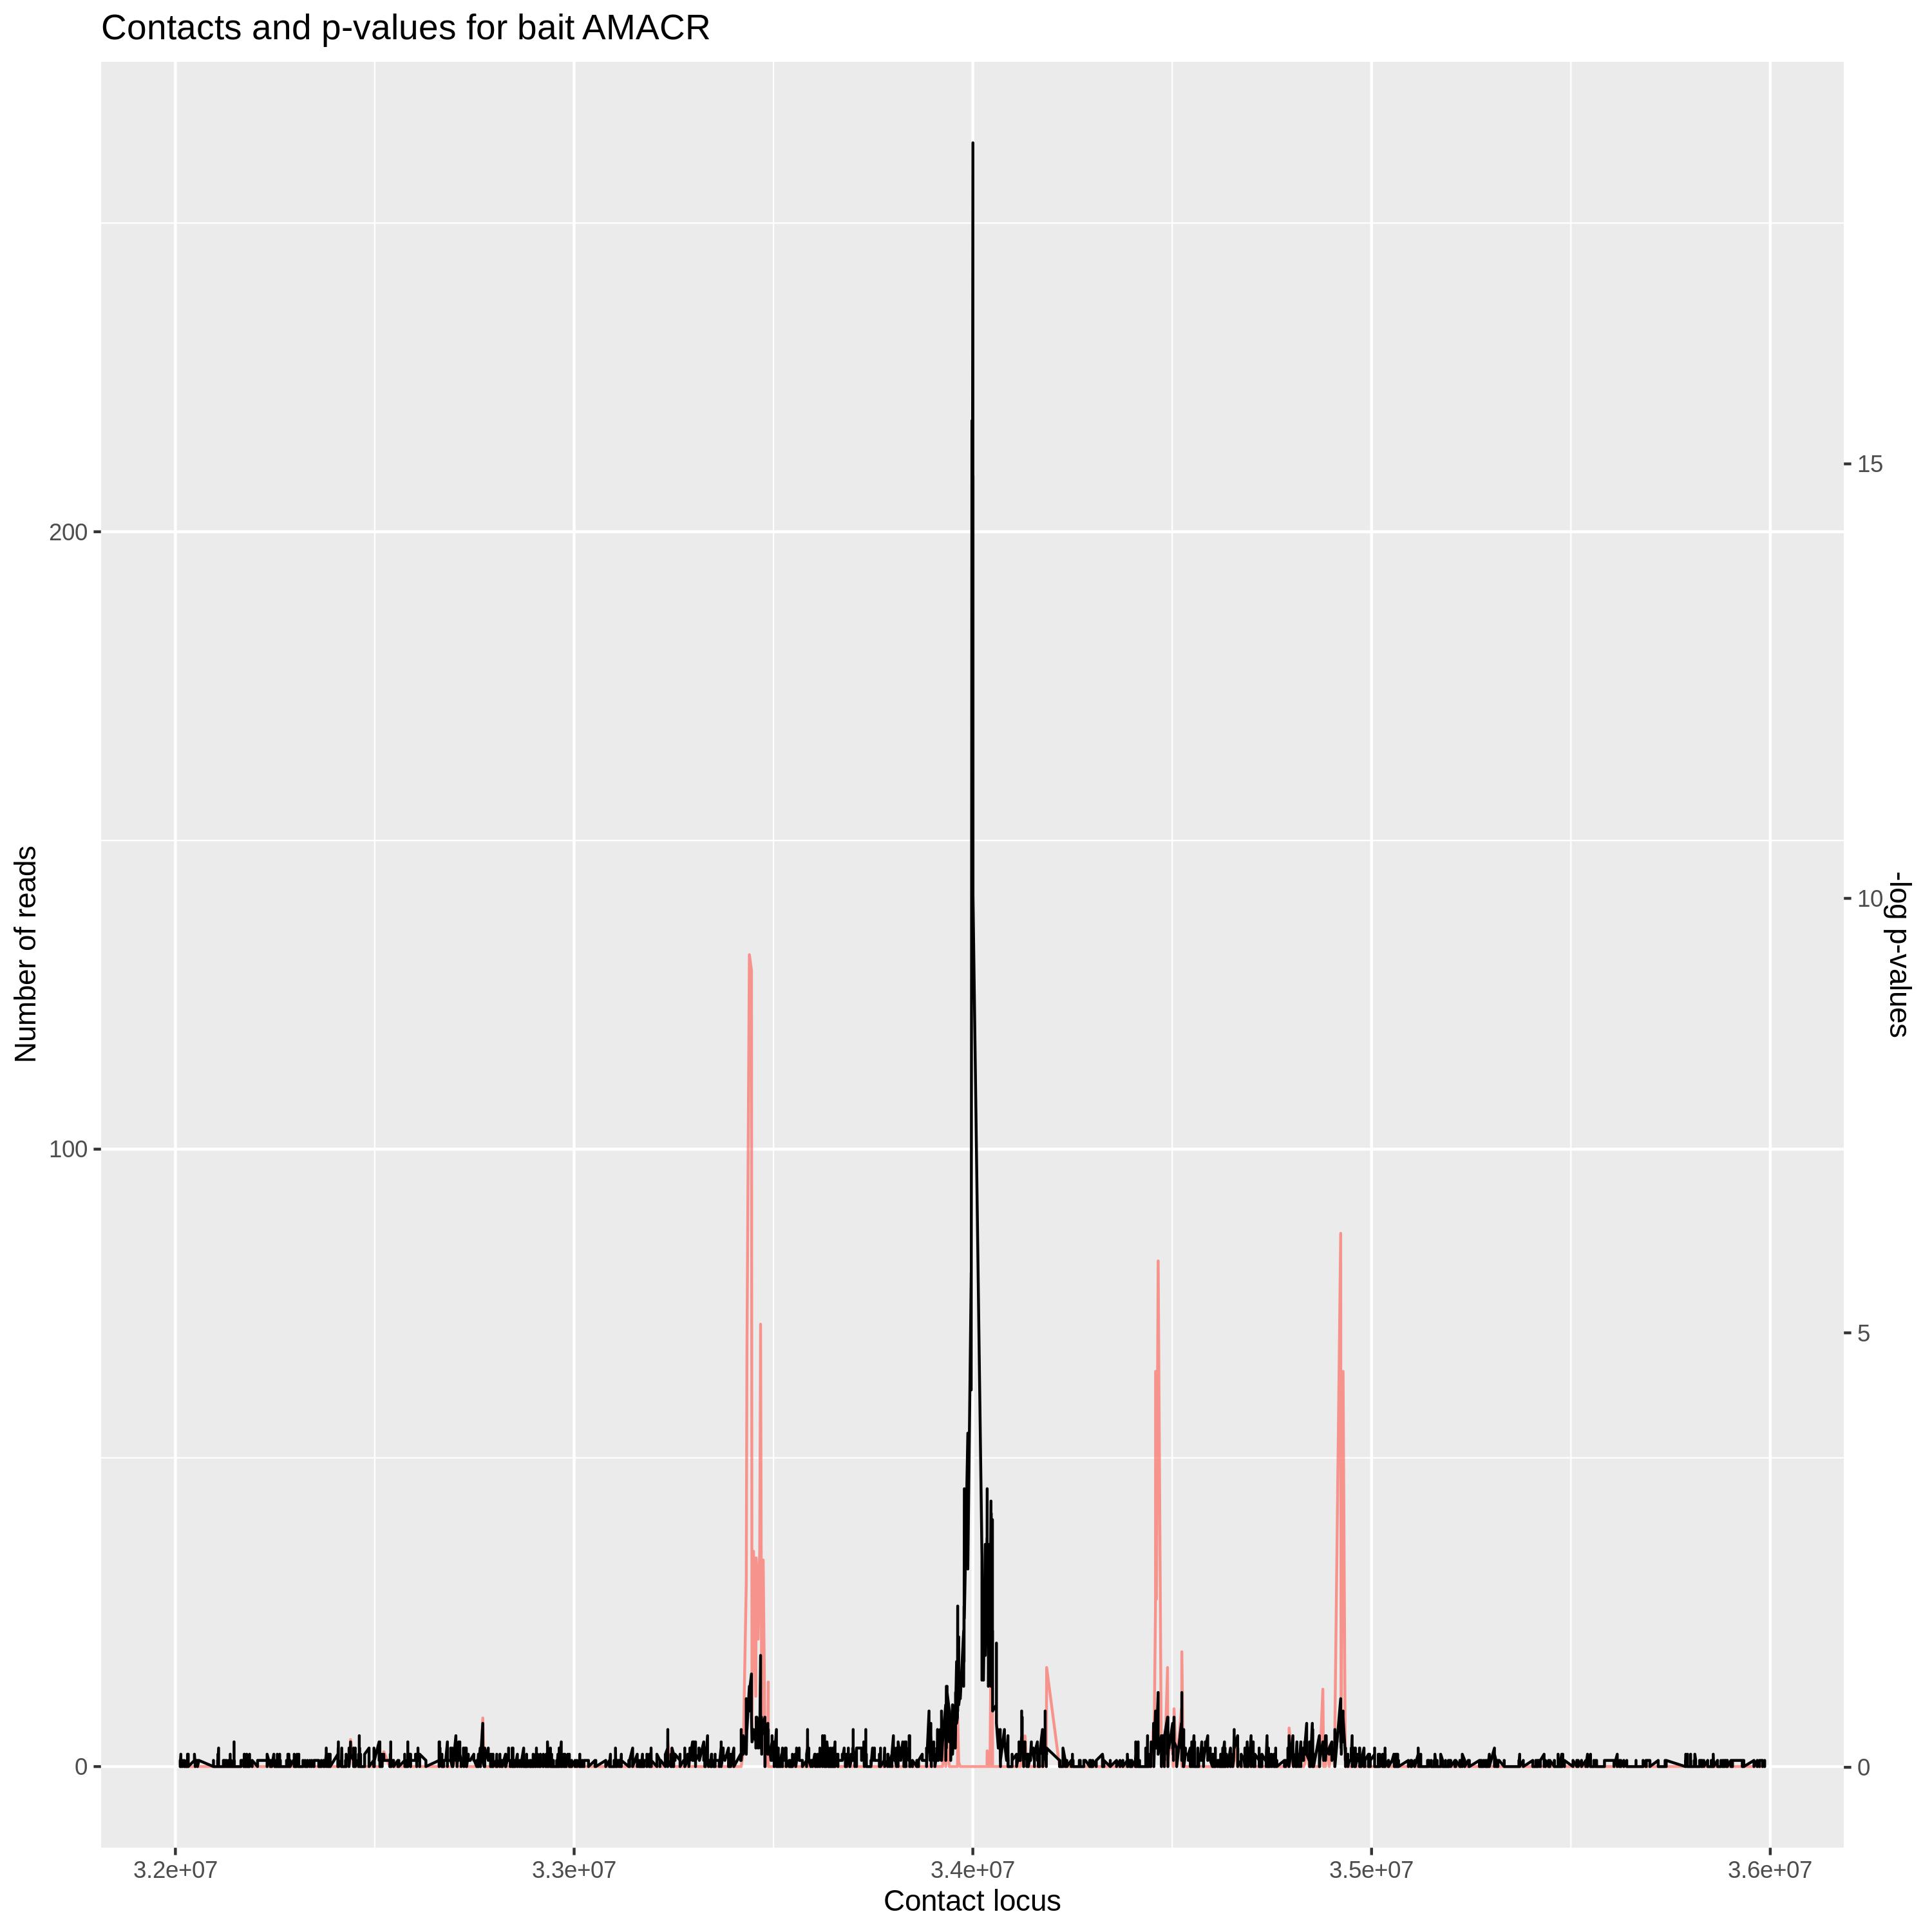 Contacts and p-values for bait AMACR
Number of reads
200
100
0
15
10
5
0
-log p-values
3.2e+07
3.3e+07
3.4e+07
3.5e+07
3.6e+07
Contact locus